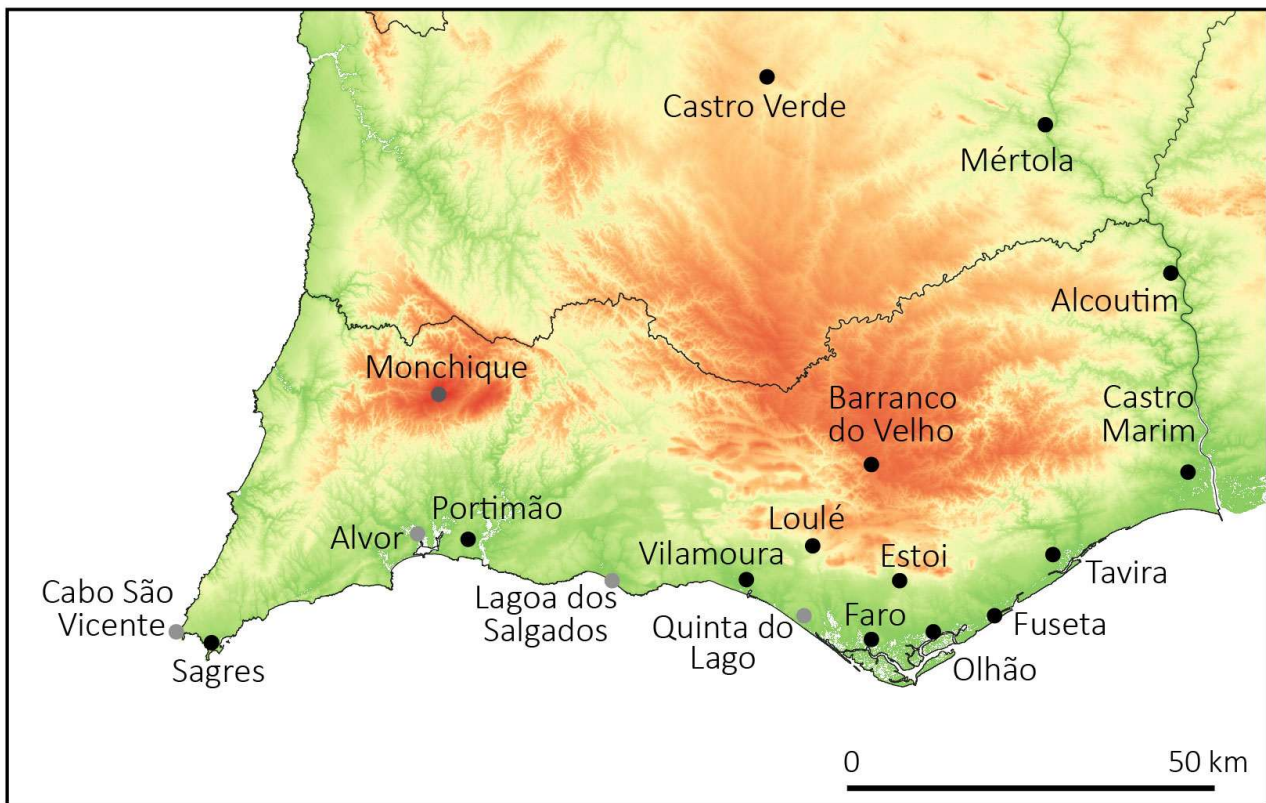 Castro Verde
Mértola
Alcoutim
Monchique
Barranco
do Velho
Castro
Marim
Portimão
Alvor
Loulé
Vilamoura
Estoi
Tavira
Cabo São
Vicente
Lagoa dos
Salgados
Quinta do
Lago
Faro
Fuseta
Sagres
Olhão
0 50 km